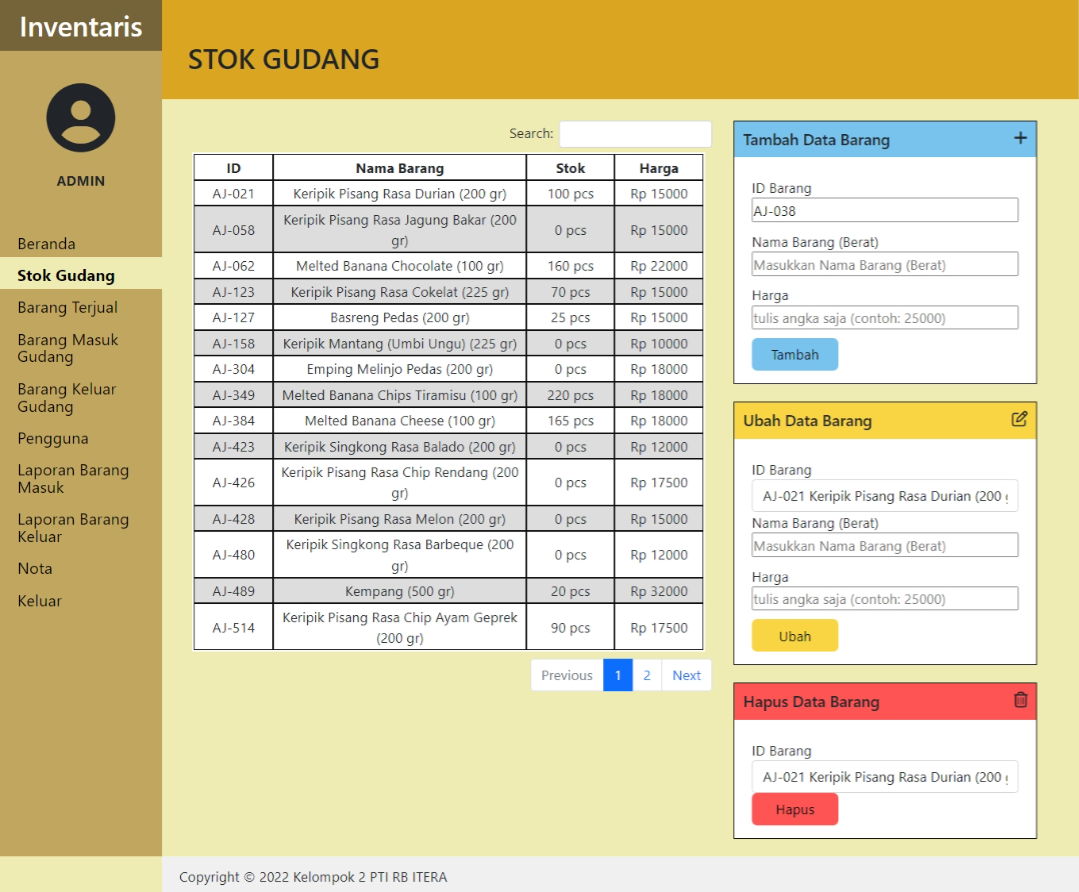 Inventaris
ADMIN
Beranda
Stok Gudang
Barang Terjual
Barang Masuk
Gudang
Barang Keluar
Gudang
Pengguna
Laporan Barang
Masuk
Laporan Barang
Keluar
Nota
Keluar
STOK GUDANG
Search:
ID Nama Barang Stok Harga
AJ-021 Keripik Pisang Rasa Durian (200 gr) 100 pcs Rp 15000
AJ-058 Keripik Pisang Rasa Jagung Bakar (200
gr) 0 pcs Rp 15000
AJ-062 Melted Banana Chocolate (100 gr) 160 pcs Rp 22000
AJ-123 Keripik Pisang Rasa Cokelat (225 gr) 70 pcs Rp 15000
AJ-127 Basreng Pedas (200 gr) 25 pcs Rp 15000
AJ-158 Keripik Mantang (Umbi Ungu) (225 gr) 0 pcs Rp 10000
AJ-304 Emping Melinjo Pedas (200 gr) 0 pcs Rp 18000
AJ-349 Melted Banana Chips Tiramisu (100 gr) 220 pcs Rp 18000
AJ-384 Melted Banana Cheese (100 gr) 165 pcs Rp 18000
AJ-423 Keripik Singkong Rasa Balado (200 gr) 0 pcs Rp 12000
AJ-426 Keripik Pisang Rasa Chip Rendang (200
gr) 0 pcs Rp 17500
AJ-428 Keripik Pisang Rasa Melon (200 gr) 0 pcs Rp 15000
AJ-480 Keripik Singkong Rasa Barbeque (200
gr) 0 pcs Rp 12000
AJ-489 Kempang (500 gr) 20 pcs Rp 32000
AJ-514 Keripik Pisang Rasa Chip Ayam Geprek
(200 gr) 90 pcs Rp 17500
Previous 1 2 Next
Tambah Data Barang +
ID Barang
AJ-038
Nama Barang (Berat)
Masukkan Nama Barang (Berat)
Harga
tulis angka saja (contoh: 25000)
Tambah
Ubah Data Barang
ID Barang
AJ-021 Keripik Pisang Rasa Durian (200
Nama Barang (Berat)
Masukkan Nama Barang (Berat)
Harga
tulis angka saja (contoh: 25000)
Ubah
Hapus Data Barang
ID Barang
AJ-021 Keripik Pisang Rasa Durian (200
Hapus
Copyright © 2022 Kelompok 2 PTI RB ITERA